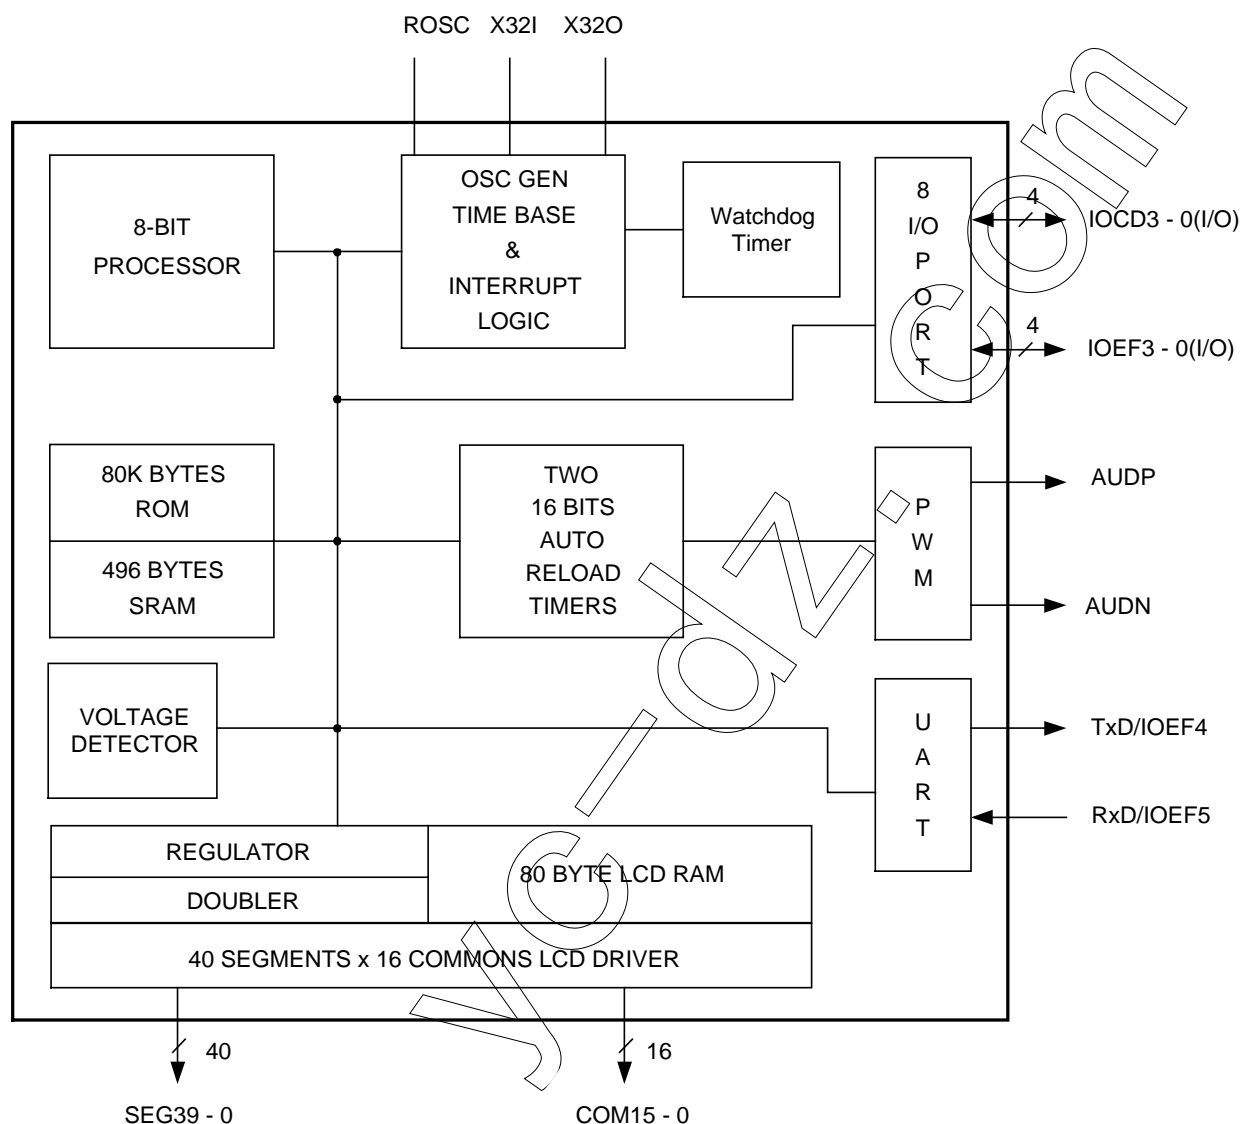 ROSC X32I X32O
8-BIT
PROCESSOR
OSC GEN
TIME BASE
&
INTERRUPT
LOGIC
Watchdog
Timer
8
I/O
P
O
R
T
4
IOCD3 - 0(I/O)
4
IOEF3 - 0(I/O)
80K BYTES
ROM
496 BYTES
SRAM
TWO
16 BITS
AUTO
RELOAD
TIMERS
P
W
M
AUDP
AUDN
VOLTAGE
DETECTOR
U
A
R
T
TxD/IOEF4
RxD/IOEF5
REGULATOR
DOUBLER
80 BYTE LCD RAM
40 SEGMENTS x 16 COMMONS LCD DRIVER
40
16
SEG39 - 0
COM15 - 0
yc-dz.com